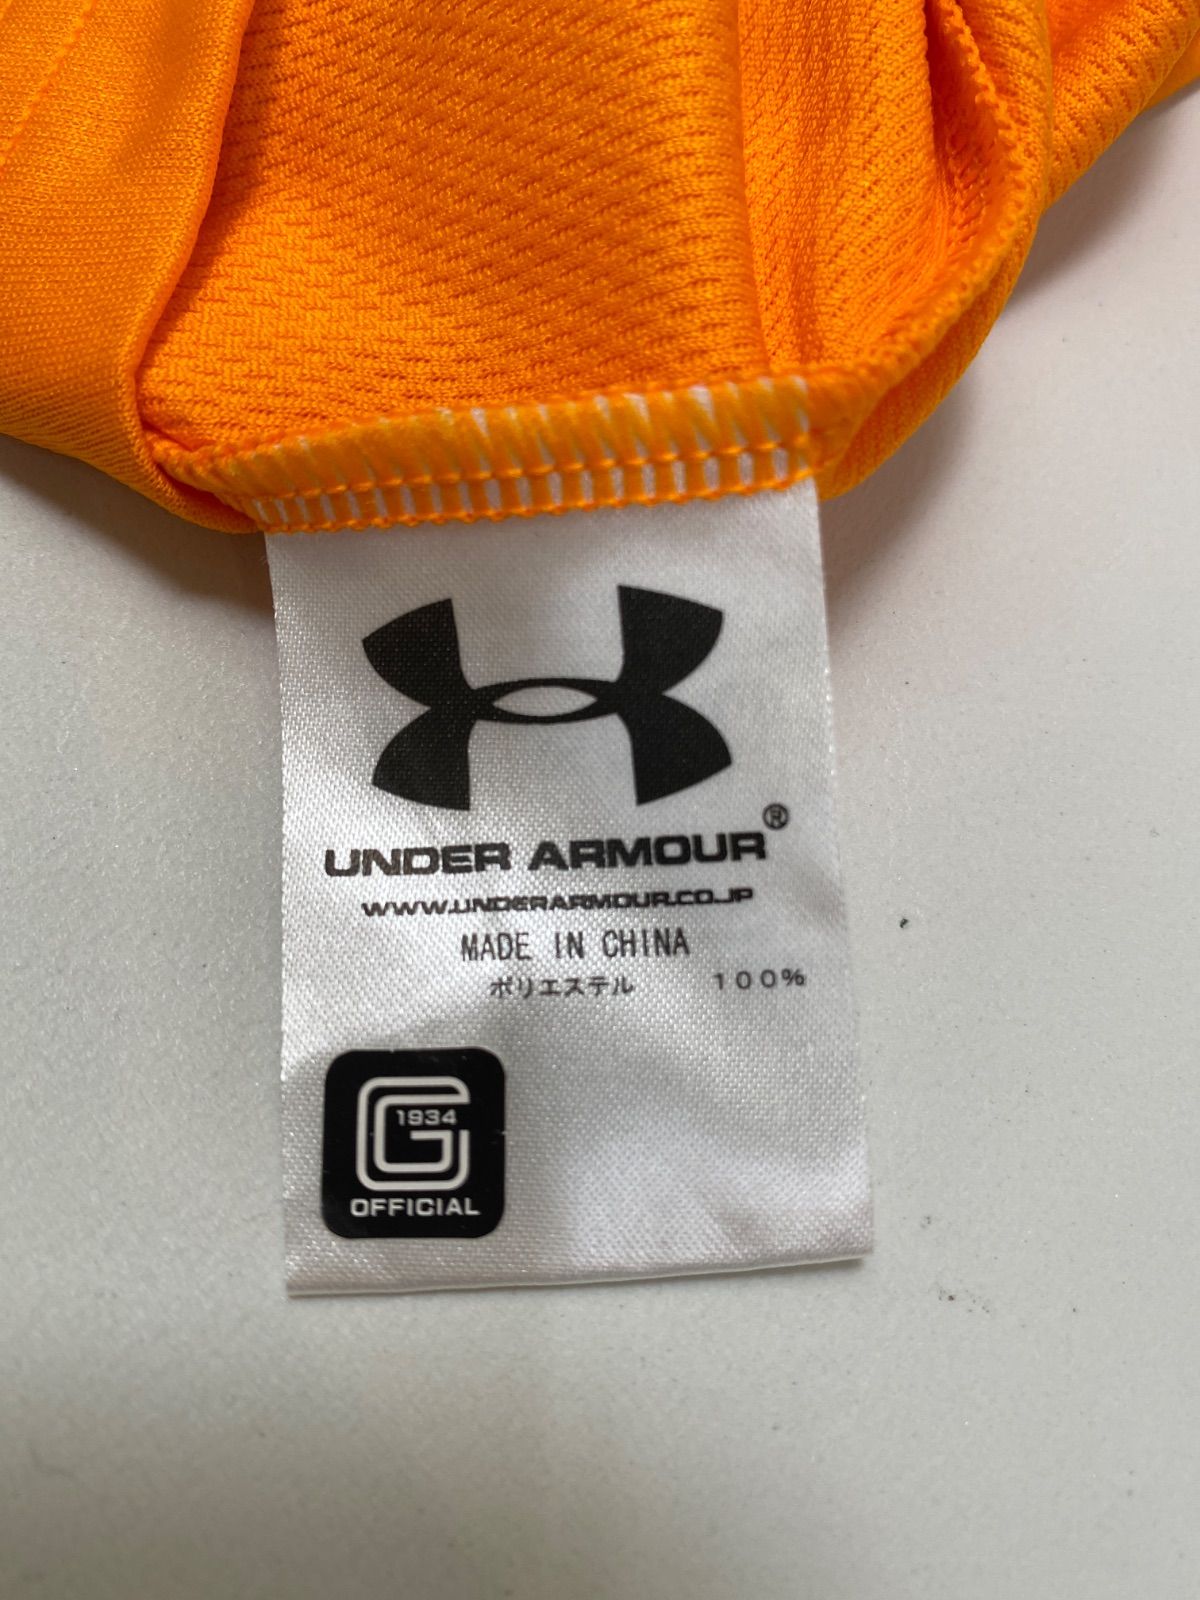 UNDER ARMOUR®
WWW.UNDERARMOUR.CO.JP
MADE IN CHINA
ポリエステル 100%
G
1934
OFFICIAL